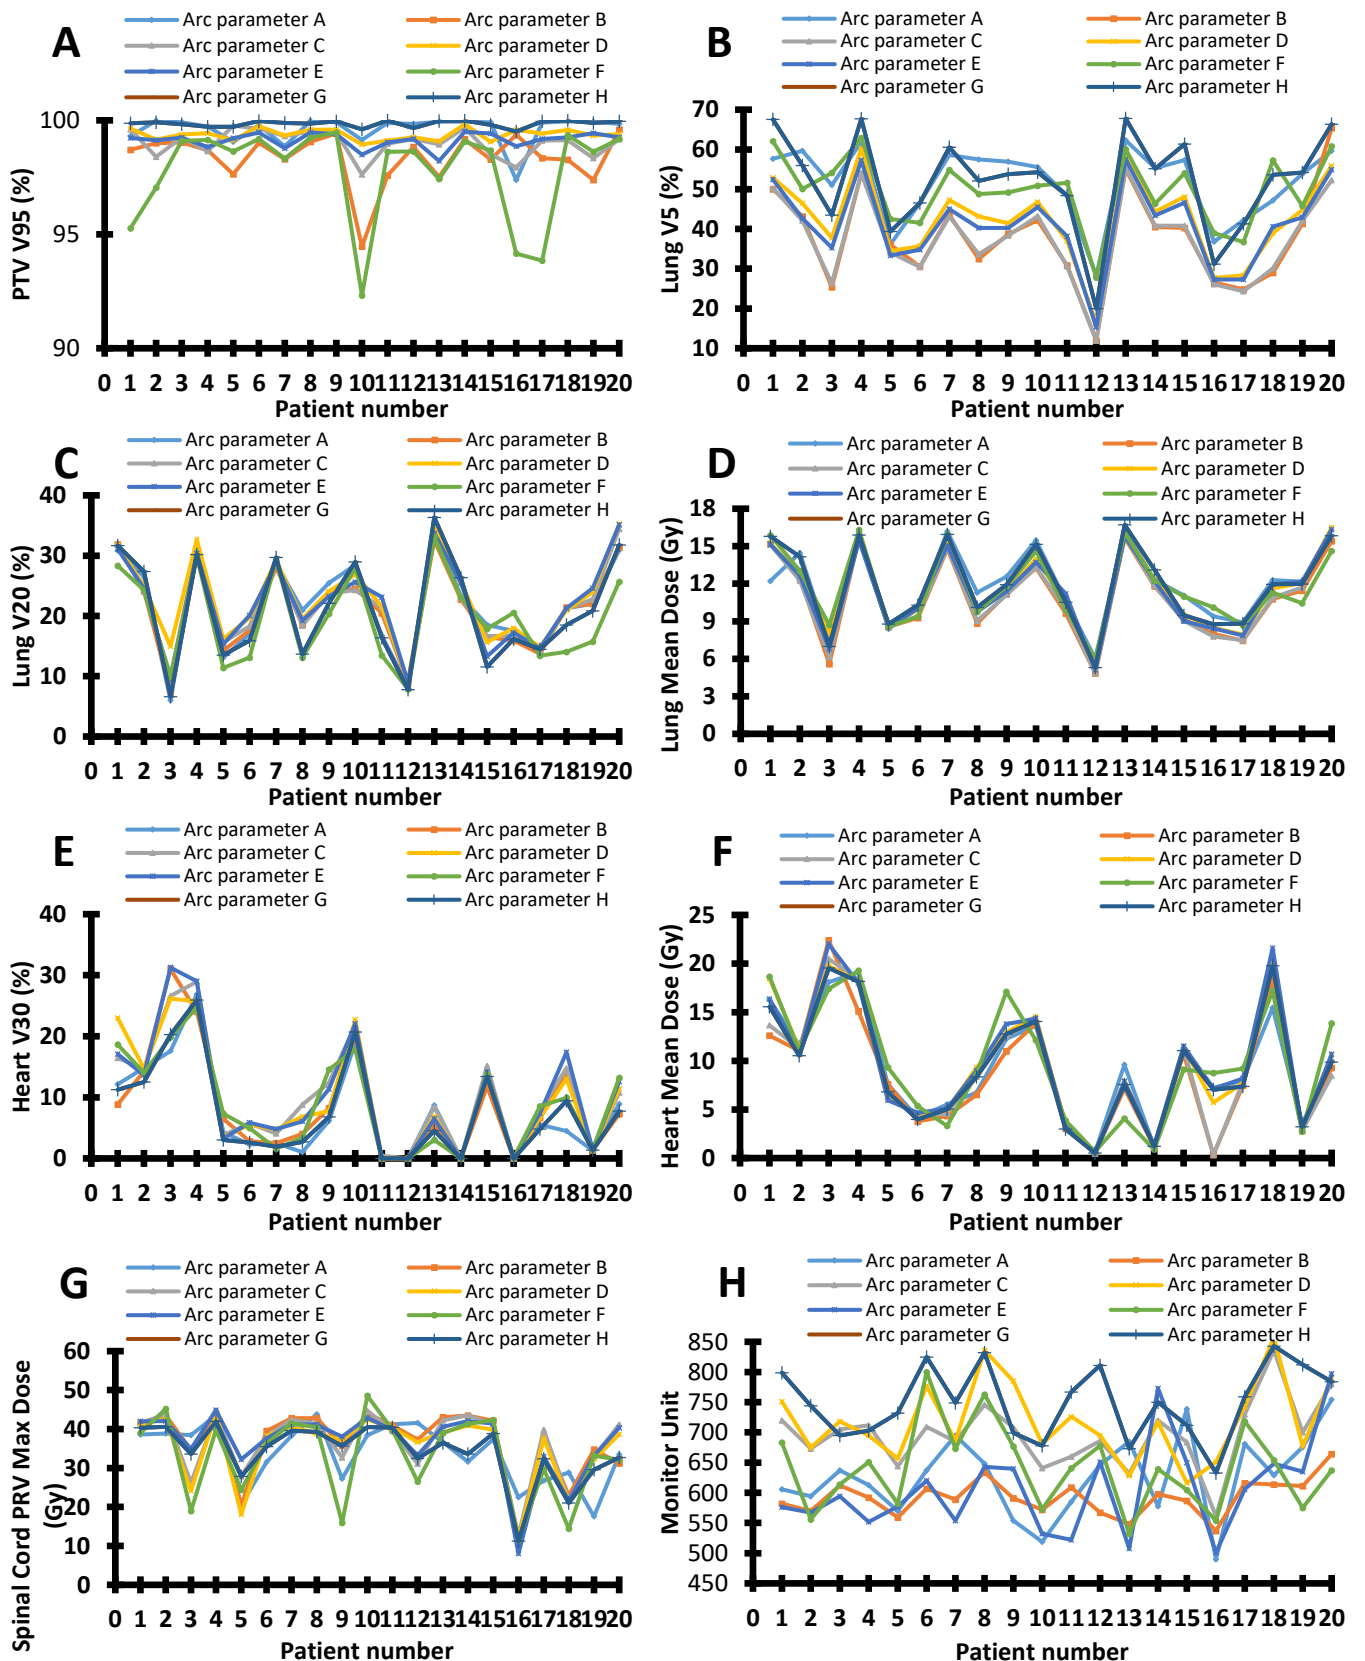 A
Arc parameter A
Arc parameter B
Arc parameter C
Arc parameter D
Arc parameter E
Arc parameter F
Arc parameter G
Arc parameter H
PTV V95 (%)
100
95
90
0 1 2 3 4 5 6 7 8 9 10 11 12 13 14 15 16 17 18 19 20
Patient number
B
Arc parameter A
Arc parameter B
Arc parameter C
Arc parameter D
Arc parameter E
Arc parameter F
Arc parameter G
Arc parameter H
Lung V5 (%)
70
60
50
40
30
20
10
0 1 2 3 4 5 6 7 8 9 10 11 12 13 14 15 16 17 18 19 20
Patient number
C
Arc parameter A
Arc parameter B
Arc parameter C
Arc parameter D
Arc parameter E
Arc parameter F
Arc parameter G
Arc parameter H
Lung V20 (%)
40
30
20
10
0
0 1 2 3 4 5 6 7 8 9 10 11 12 13 14 15 16 17 18 19 20
Patient number
D
Arc parameter A
Arc parameter B
Arc parameter C
Arc parameter D
Arc parameter E
Arc parameter F
Arc parameter G
Arc parameter H
Lung Mean Dose (Gy)
18
15
12
9
6
3
0
0 1 2 3 4 5 6 7 8 9 10 11 12 13 14 15 16 17 18 19 20
Patient number
E
Arc parameter A
Arc parameter B
Arc parameter C
Arc parameter D
Arc parameter E
Arc parameter F
Arc parameter G
Arc parameter H
Heart V30 (%)
40
30
20
10
0
0 1 2 3 4 5 6 7 8 9 10 11 12 13 14 15 16 17 18 19 20
Patient number
F
Arc parameter A
Arc parameter B
Arc parameter C
Arc parameter D
Arc parameter E
Arc parameter F
Arc parameter G
Arc parameter H
Heart Mean Dose (Gy)
25
20
15
10
5
0
0 1 2 3 4 5 6 7 8 9 10 11 12 13 14 15 16 17 18 19 20
Patient number
G
Arc parameter A
Arc parameter B
Arc parameter C
Arc parameter D
Arc parameter E
Arc parameter F
Arc parameter G
Arc parameter H
Spinal Cord PRV Max Dose
(Gy)
60
50
40
30
20
10
0
0 1 2 3 4 5 6 7 8 9 10 11 12 13 14 15 16 17 18 19 20
Patient number
H
Arc parameter A
Arc parameter B
Arc parameter C
Arc parameter D
Arc parameter E
Arc parameter F
Arc parameter G
Arc parameter H
Monitor Unit
850
800
750
700
650
600
550
500
450
0 1 2 3 4 5 6 7 8 9 10 11 12 13 14 15 16 17 18 19 20
Patient number